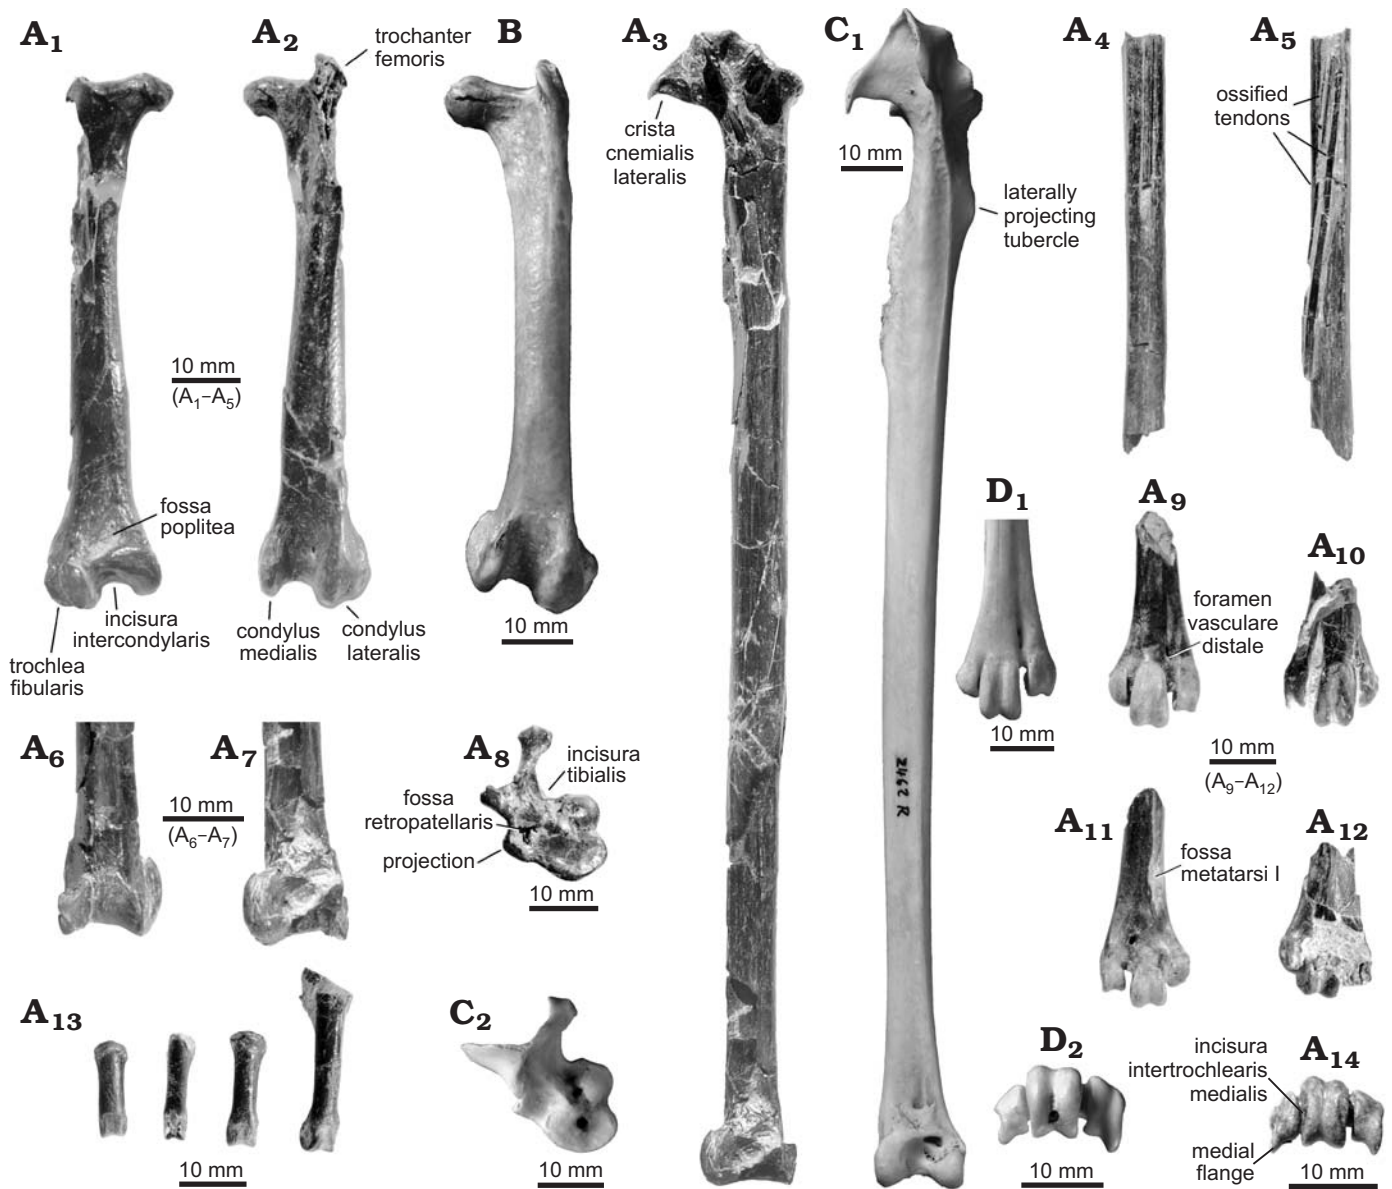 A1
A2
trochanter
femoris
B
A3
C1
A4
A5
crista
cnemialis
lateralis
10 mm
laterally
projecting
tubercle
ossified
tendons
10 mm
(A1–A5)
fossa
poplitea
trochlea
fibularis
incisura
intercondylaris
condylus
medialis
condylus
lateralis
10 mm
D1
A9
A10
foramen
vasculare
distale
10 mm
10 mm
(A9–A12)
A6
A7
10 mm
(A6–A7)
A8
incisura
tibialis
fossa
retropatellaris
projection
10 mm
2462 R
A11
fossa
metatarsi I
A12
A13
10 mm
C2
10 mm
D2
10 mm
incisura
intertrochlearis
medialis
A14
medial
flange
10 mm